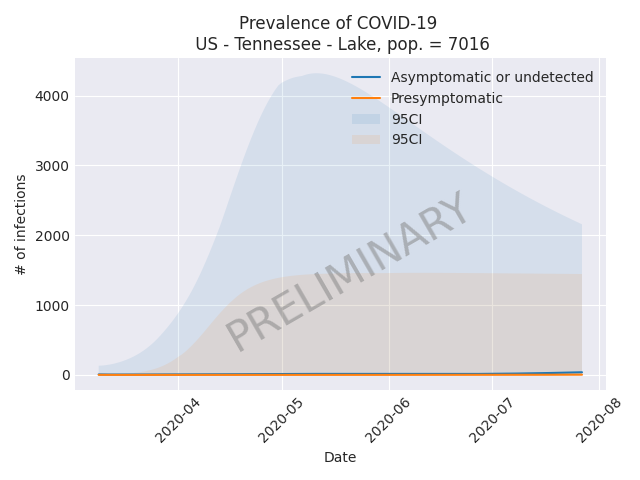 Prevalence of COVID-19
US - Tennessee - Lake, pop. = 7016
Asymptomatic or undetected
Presymptomatic
95CI
95CI
4000
3000
2000
1000
0
# of infections
PRELIMINARY
2020-04
2020-05
2020-06
2020-07
2020-08
Date